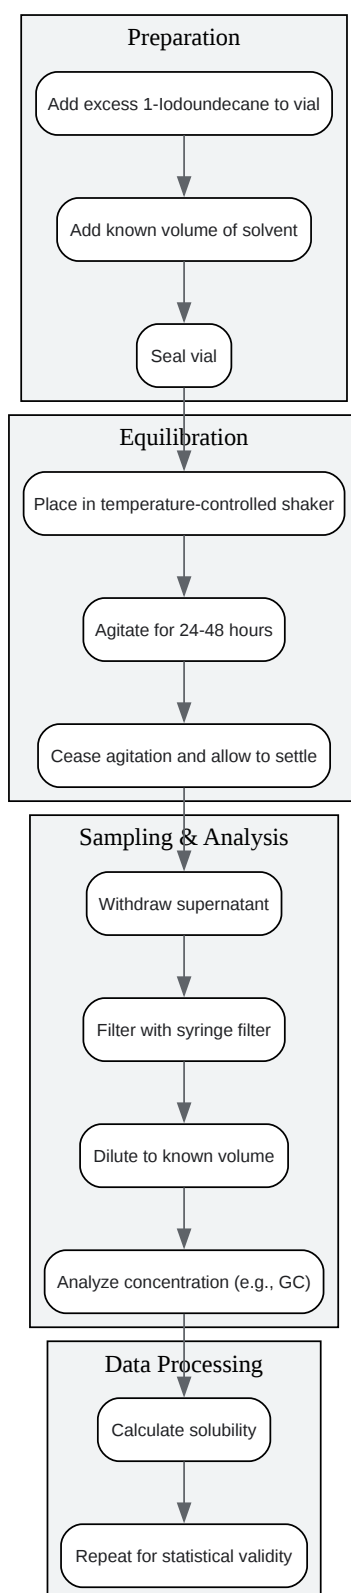 Preparation
Add excess 1-Iodoundecane to vial
Add known volume of solvent
Seal vial
Equilibration
Place in temperature-controlled shaker
Agitate for 24-48 hours
Cease agitation and allow to settle
Sampling & Analysis
Withdraw supernatant
Filter with syringe filter
Dilute to known volume
Analyze concentration (e.g., GC)
Data Processing
Calculate solubility
Repeat for statistical validity